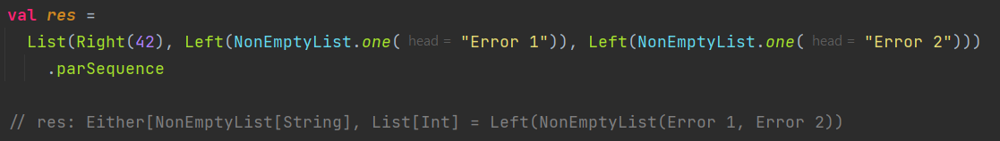 val res =
List(Right(42), Left(NonEmptyList.one( head = "Error 1")), Left(NonEmptyList.one( head = "Error 2")))
.parSequence
// res: Either[NonEmptyList[String], List[Int] = Left(NonEmptyList(Error 1, Error 2))